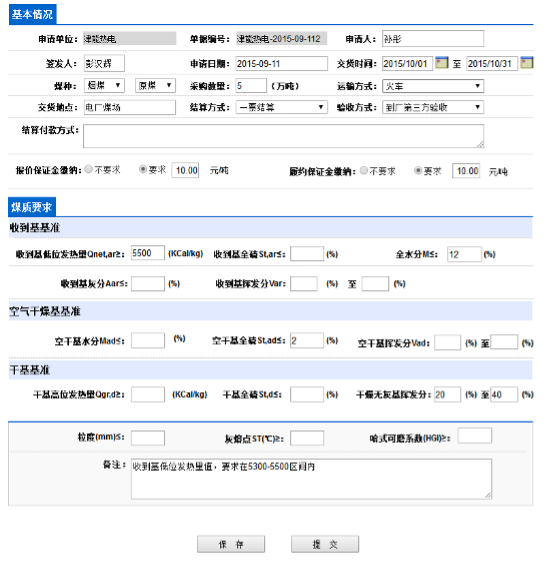 基本情况
申请单位： 津能热电 单据编号： 津能热电-2015-09-112 申请人： 孙彤
签发人： 彭汉辉 申请日期： 2015-09-11 交货时间： 2015/10/01 至 2015/10/31
煤种： 烟煤 原煤 采购数量： 5 (万吨) 运输方式： 火车
交货地点： 电厂煤场 结算方式： 一票结算 验收方式： 到厂第三方验收
结算付款方式：
报价保证金缴纳： 不要求 要求 10.00 元/吨 履约保证金缴纳： 不要求 要求 10.00 元/吨
煤质要求
收到基基准
收到基低位发热量Qnet,ar≥： 5500 (KCal/kg) 收到基全硫St,ar≤： (%) 全水分M≤： 12 (%)
收到基灰分Aar≤： (%) 收到基挥发分Var： (%) 至 (%)
空气干燥基基准
空干基水分Mad≤： (%) 空干基全硫St,ad≤： 2 (%) 空干基挥发分Vad： (%) 至 (%)
干基基准
干基高位发热量Qgr,d≥： (KCal/kg) 干基全硫St,d≤： (%) 干燥无灰基挥发分： 20 (%) 至 40 (%)
粒度(mm)≤： 灰熔点ST(℃)≥： 哈式可磨系数(HGI)≥：
备注： 收到基低位发热量值，要求在5300-5500区间内
保 存 提 交